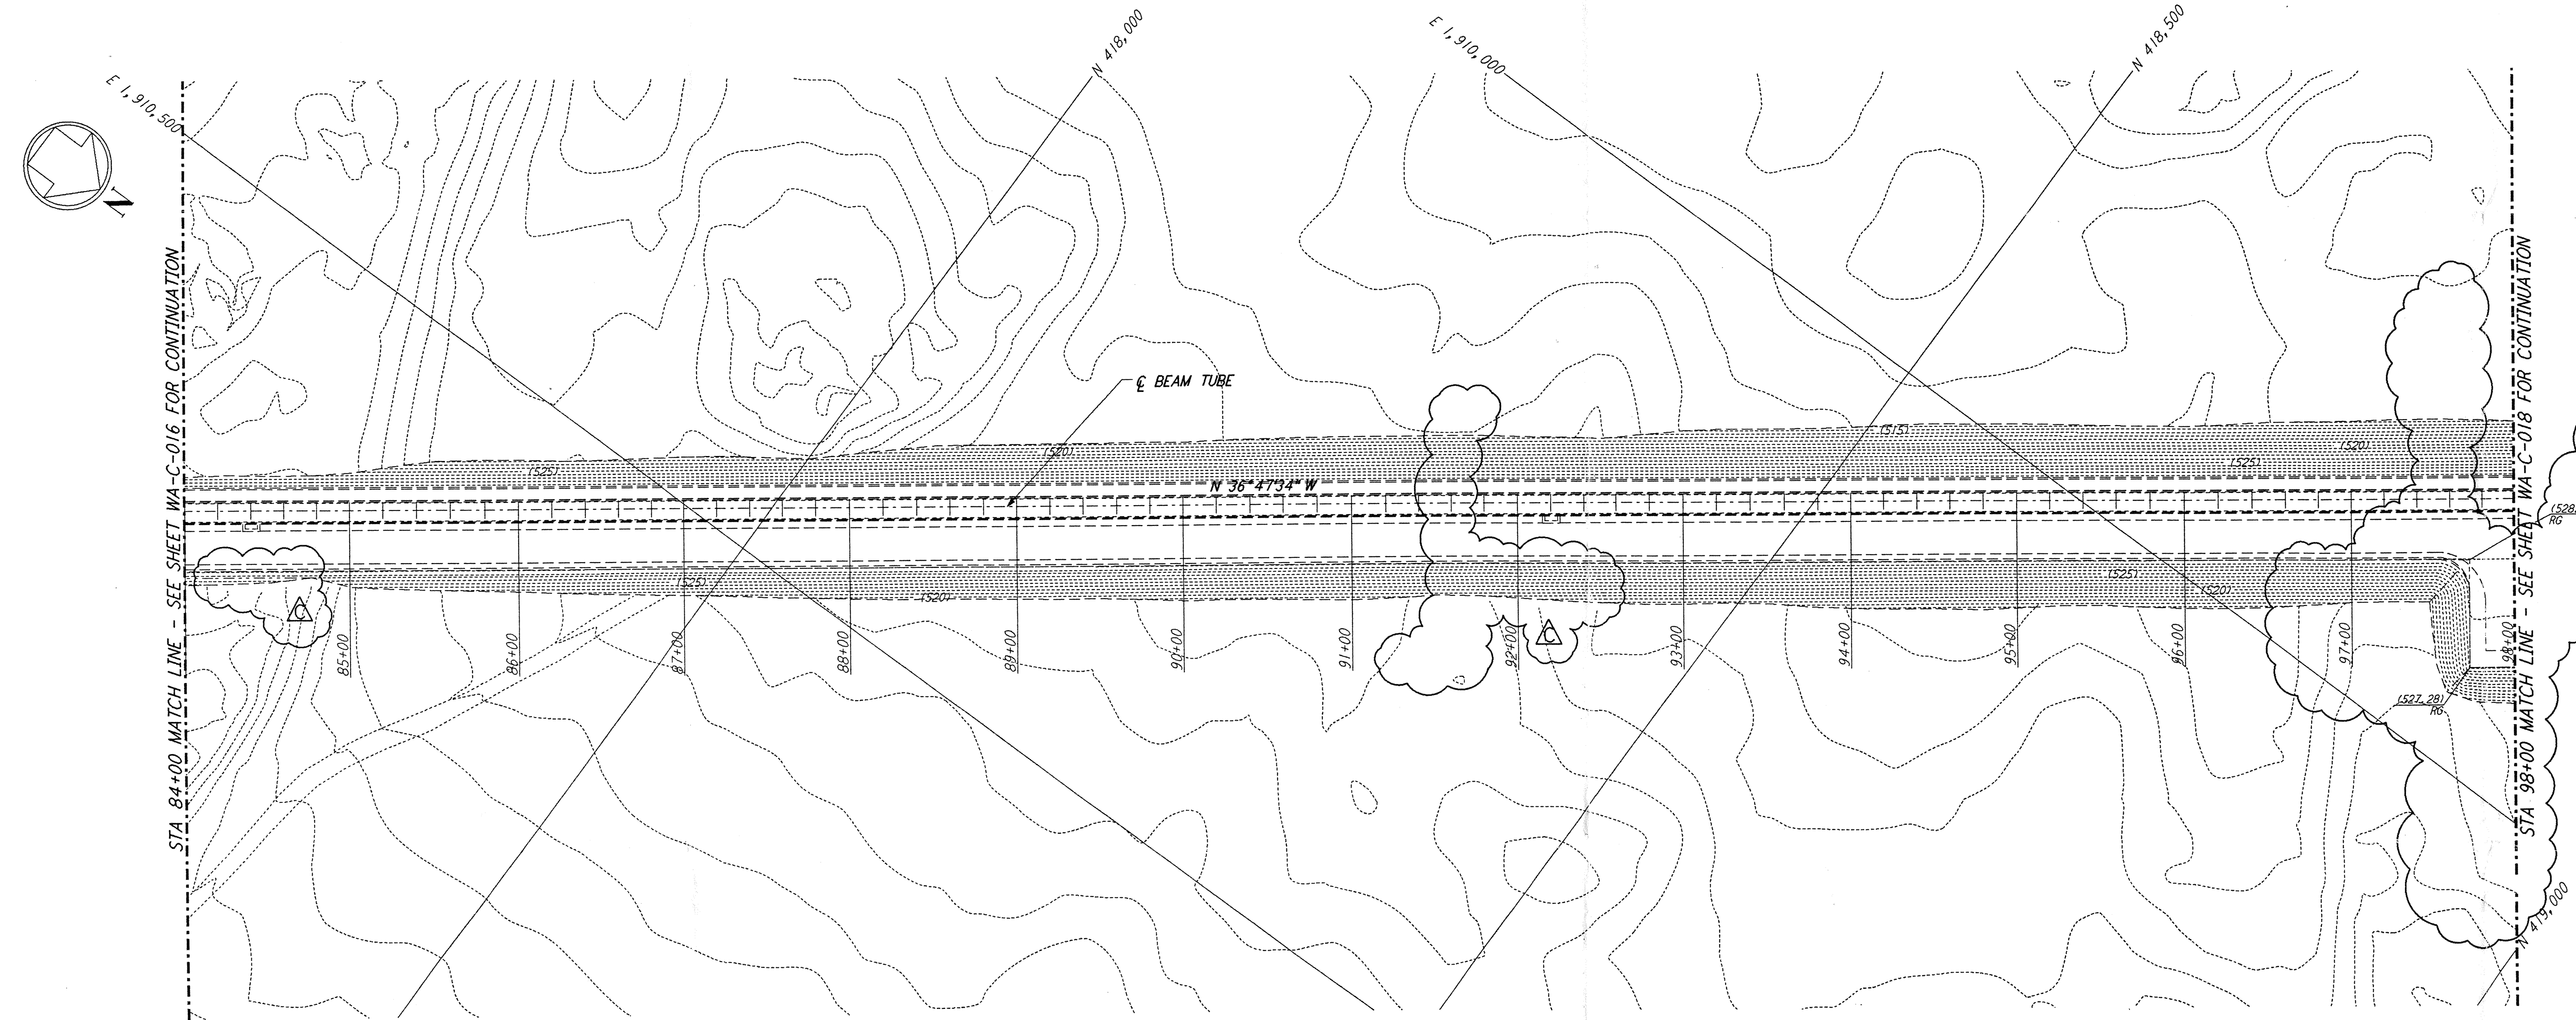 E 1,910,500
N 418,000
E 1,910,000
N 418,500
N
STA 84+00 MATCH LINE - SEE SHEET WA-C-016 FOR CONTINUATION
℄ BEAM TUBE
(525)
(520)
(515)
(525)
(520)
N 36°47'34" W
(525)
(520)
(525)
(520)
C
C
85+00
86+00
87+00
88+00
89+00
90+00
91+00
92+00
93+00
94+00
95+00
96+00
97+00
98+00
(527.28)
RG
(528
RG
STA 98+00 MATCH LINE - SEE SHEET WA-C-018 FOR CONTINUATION
N 419,000